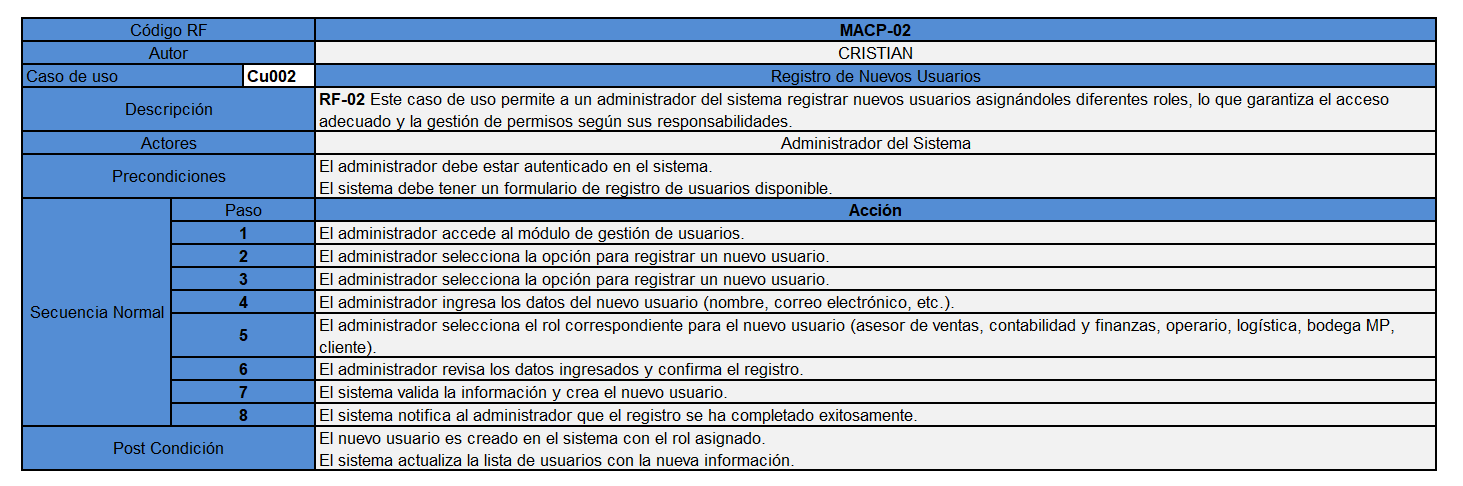 Código RF MACP-02
Autor CRISTIAN
Caso de uso Cu002 Registro de Nuevos Usuarios
Descripción
RF-02 Este caso de uso permite a un administrador del sistema registrar nuevos usuarios asignándoles diferentes roles, lo que garantiza el acceso
adecuado y la gestión de permisos según sus responsabilidades.
Actores Administrador del Sistema
Precondiciones
El administrador debe estar autenticado en el sistema.
El sistema debe tener un formulario de registro de usuarios disponible.
Secuencia Normal
Paso Acción
1 El administrador accede al módulo de gestión de usuarios.
2 El administrador selecciona la opción para registrar un nuevo usuario.
3 El administrador selecciona la opción para registrar un nuevo usuario.
4 El administrador ingresa los datos del nuevo usuario (nombre, correo electrónico, etc.).
5 El administrador selecciona el rol correspondiente para el nuevo usuario (asesor de ventas, contabilidad y finanzas, operario, logística, bodega MP,
cliente).
6 El administrador revisa los datos ingresados y confirma el registro.
7 El sistema valida la información y crea el nuevo usuario.
8 El sistema notifica al administrador que el registro se ha completado exitosamente.
Post Condición
El nuevo usuario es creado en el sistema con el rol asignado.
El sistema actualiza la lista de usuarios con la nueva información.